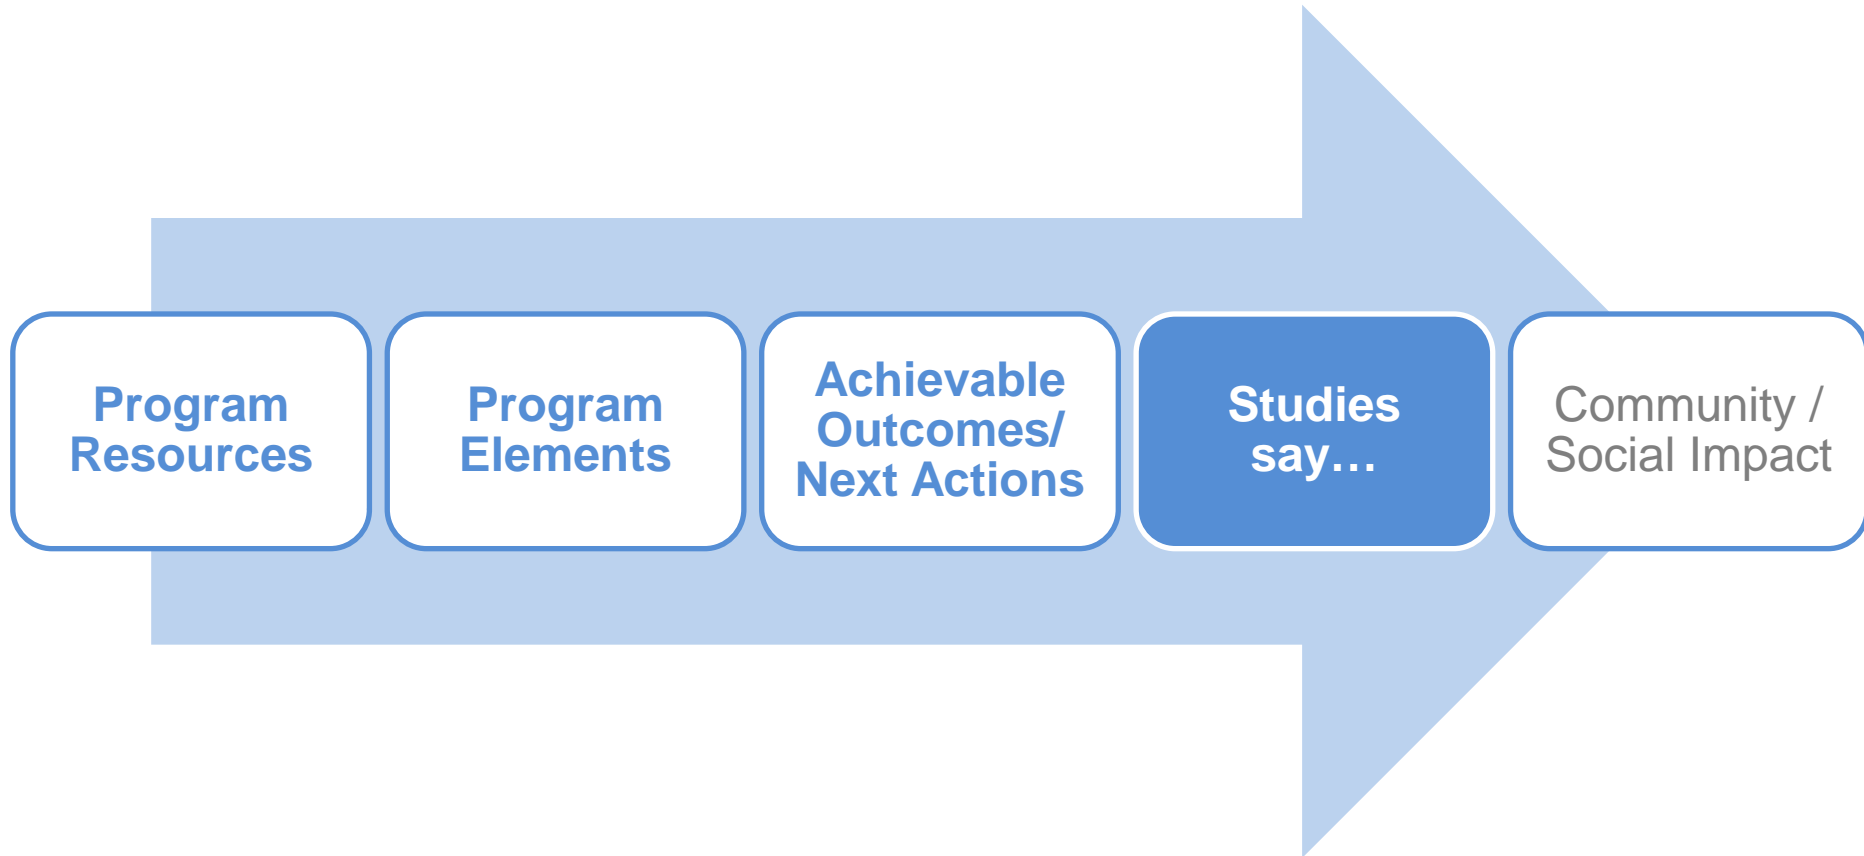 Program
Resources
Program
Elements
Achievable
Outcomes/
Next Actions
Studies
say…
Community /
Social Impact